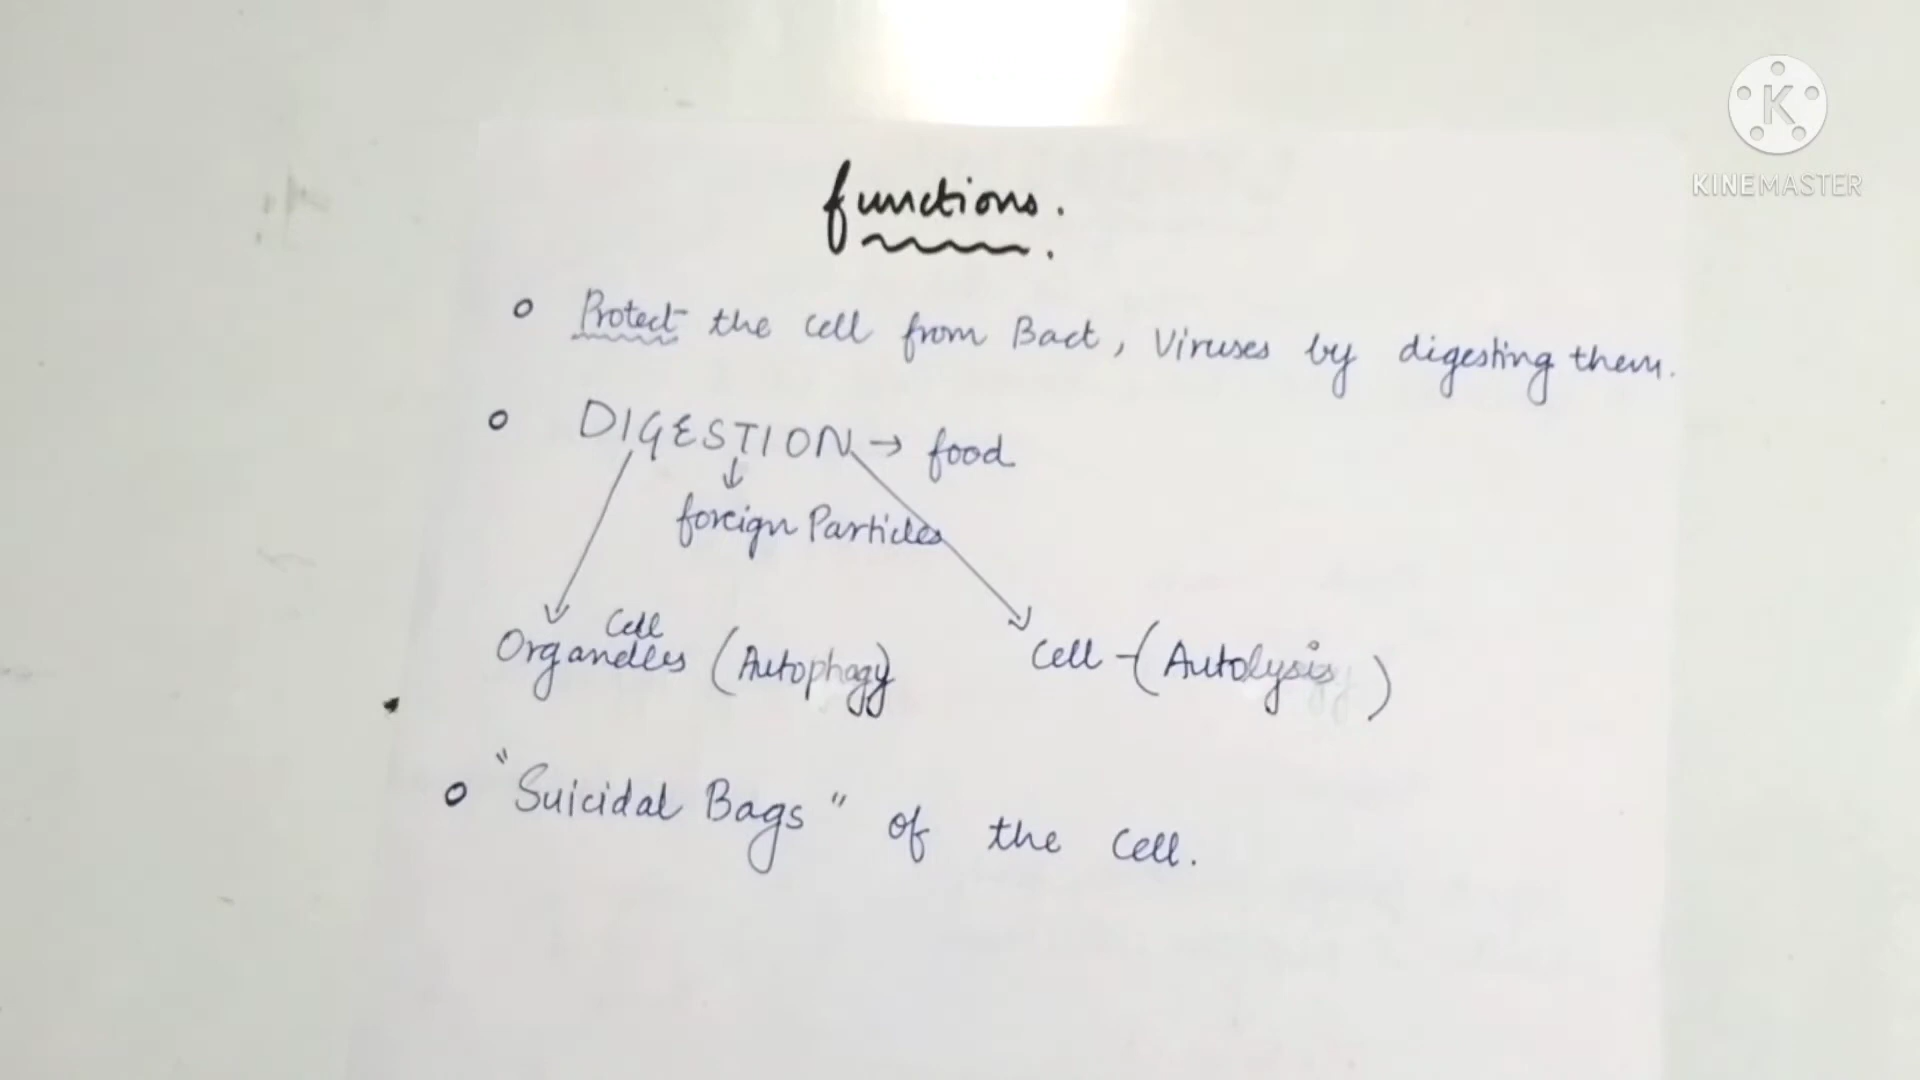 functions.
Protect the cell from Bact, Viruses by digesting them.
DIGESTION → food
foreign Particles
Cell
Organelles (Autophagy)
Cell - (Autolysis)
"Suicidal Bags" of the Cell.
K
KINEMASTER